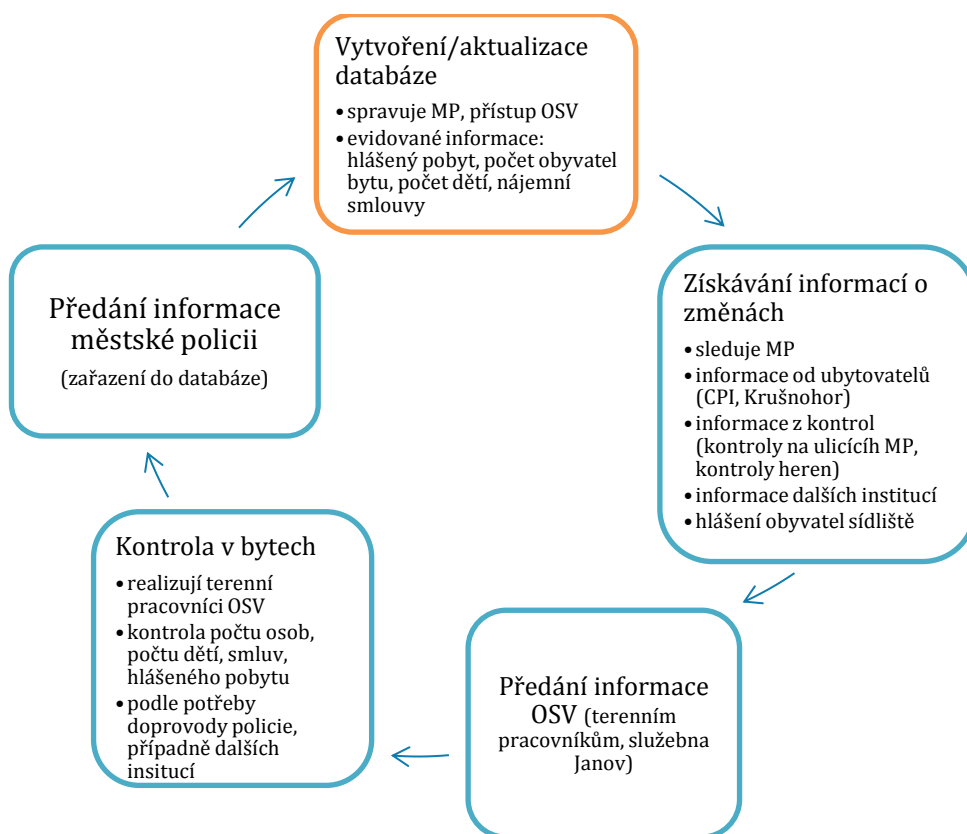 Vytvoření/aktualizace
databáze
•spravuje MP, přístup OSV
•evidované informace:
hlášený pobyt, počet obyvatel
bytu, počet dětí, nájemní
smlouvy
Získávání informací o
změnách
•sleduje MP
•informace od ubytovatelů
(CPI, Krušnohor)
•informace z kontrol
(kontroly na ulicícíh MP,
kontroly heren)
•informace dalších institucí
•hlášení obyvatel sídliště
Předání informace
OSV (terenním
pracovníkům, služebna
Janov)
Kontrola v bytech
•realizují terenní
pracovníci OSV
•kontrola počtu osob,
počtu dětí, smluv,
hlášeného pobytu
•podle potřeby
doprovody policie,
případně dalších
insitucí
Předání informace
městské policii
(zařazení do databáze)